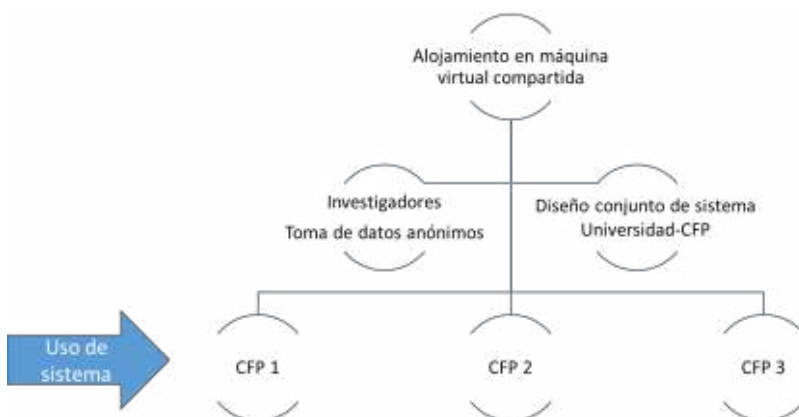 Alojamiento en máquina
virtual compartida
Investigadores
Toma de datos anónimos
Diseño conjunto de sistema
Universidad-CFP
Uso de
sistema
CFP 1
CFP 2
CFP 3